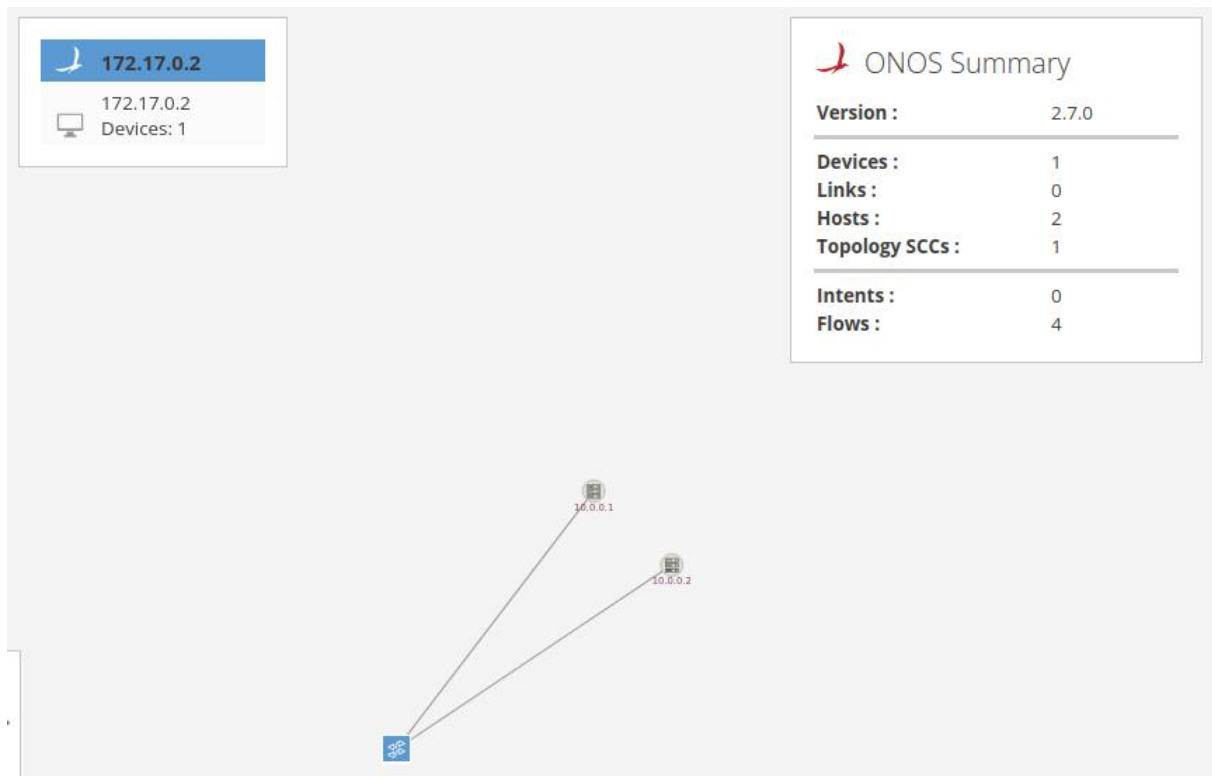 172.17.0.2
172.17.0.2
Devices: 1
ONOS Summary
Version : 2.7.0
Devices : 1
Links : 0
Hosts : 2
Topology SCCs : 1
Intents : 0
Flows : 4
10.0.0.1
10.0.0.2